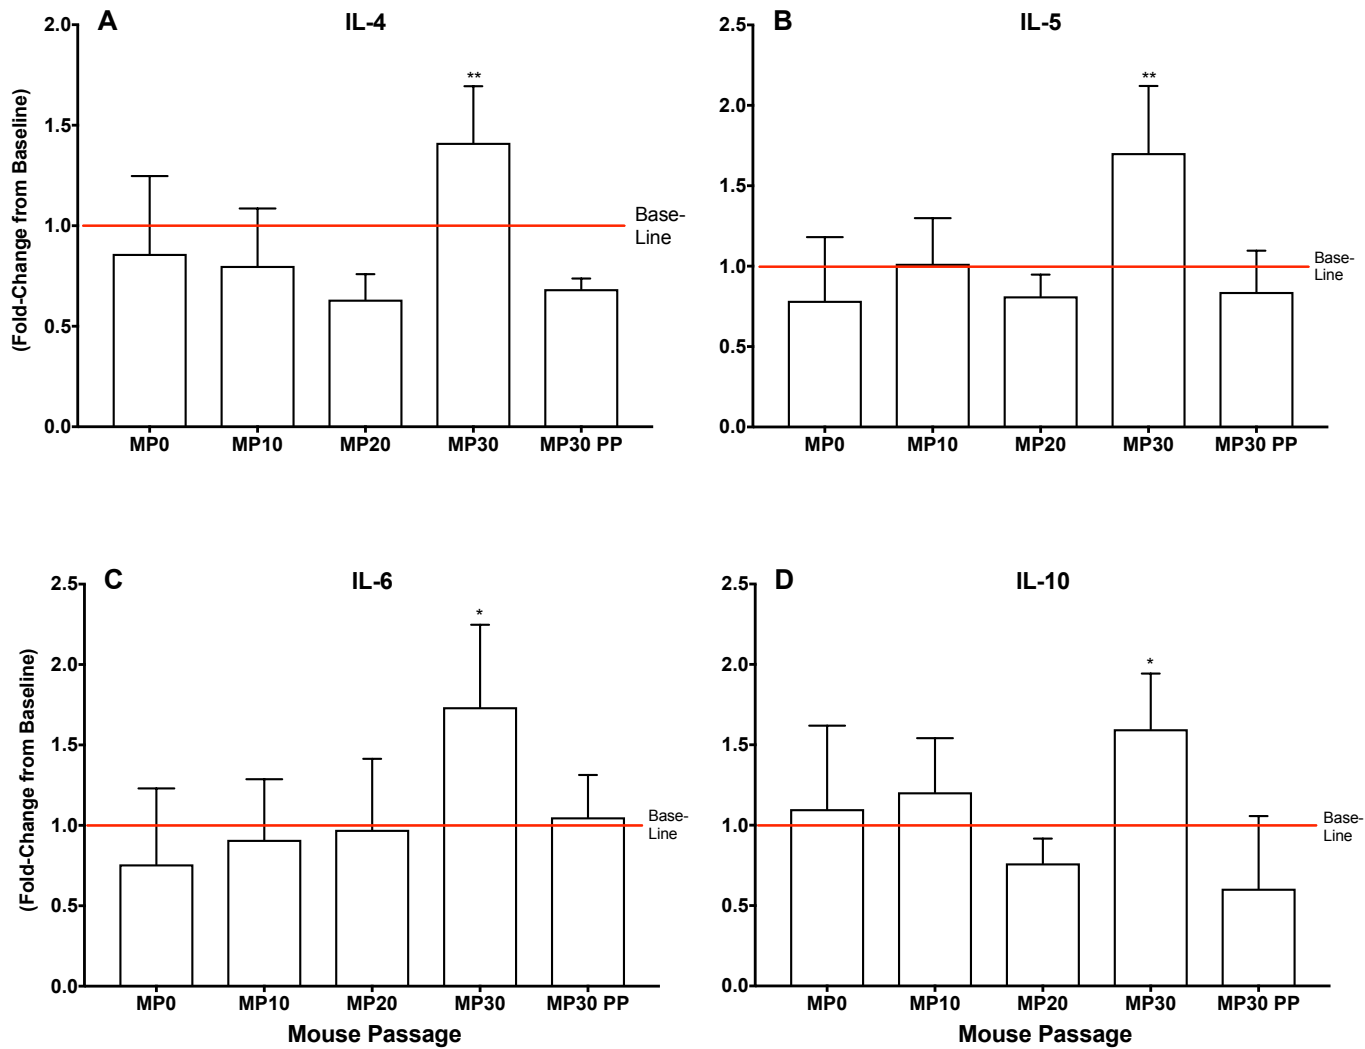 A
IL-4
(Fold-Change from Baseline)
2.0
1.5
1.0
0.5
0.0
**
Base-
Line
MP0 MP10 MP20 MP30 MP30 PP
B
IL-5
2.5
2.0
1.5
1.0
0.5
0.0
**
Base-
Line
MP0 MP10 MP20 MP30 MP30 PP
C
IL-6
(Fold-Change from Baseline)
2.5
2.0
1.5
1.0
0.5
0.0
*
Base-
Line
MP0 MP10 MP20 MP30 MP30 PP
Mouse Passage
D
IL-10
2.5
2.0
1.5
1.0
0.5
0.0
*
Base-
Line
MP0 MP10 MP20 MP30 MP30 PP
Mouse Passage